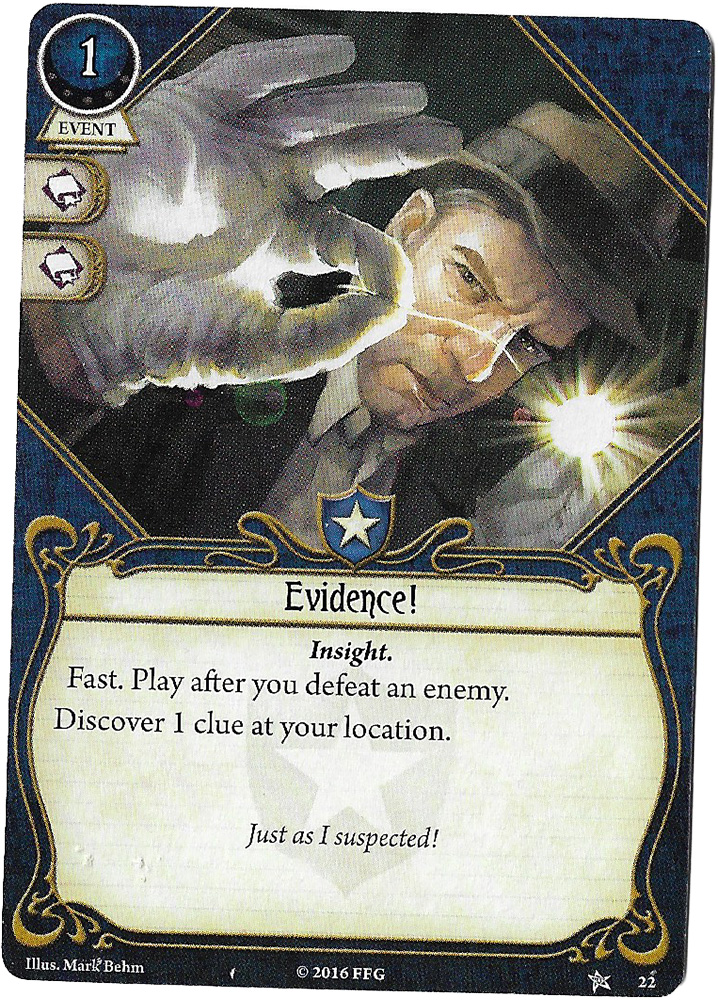 1
EVENT
Evidence!
Insight.
Fast. Play after you defeat an enemy.
Discover 1 clue at your location.
Just as I suspected!
Illus. Mark Behm
© 2016 FFG
22